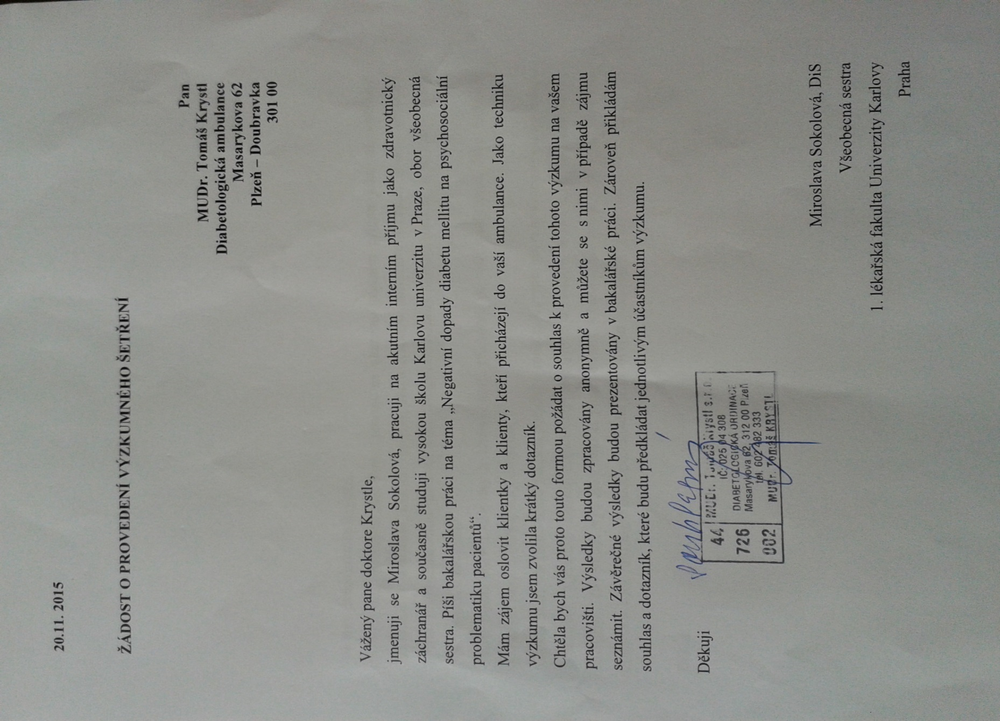 20.11. 2015
ŽÁDOST O PROVEDENÍ VÝZKUMNÉHO ŠETŘENÍ
Pan
MUDr. Tomáš Krystl
Diabetologická ambulance
Masarykova 62
Plzeň – Doubravka
301 00
Vážený pane doktore Krystle,
jmenuji se Miroslava Sokolová, pracuji na akutním interním příjmu jako zdravotnický
záchranář a současně studuji vysokou školu Karlovu univerzitu v Praze, obor všeobecná
sestra. Píši bakalářskou práci na téma „Negativní dopady diabetu mellitu na psychosociální
problematiku pacientů“.
Mám zájem oslovit klientky a klienty, kteří přicházejí do vaší ambulance. Jako techniku
výzkumu jsem zvolila krátký dotazník.
Chtěla bych vás proto touto formou požádat o souhlas k provedení tohoto výzkumu na vašem
pracovišti. Výsledky budou zpracovány anonymně a můžete se s nimi v případě zájmu
seznámit. Závěrečné výsledky budou prezentovány v bakalářské práci. Zároveň přikládám
souhlas a dotazník, které budu předkládat jednotlivým účastníkům výzkumu.
Děkuji
44 MUDr. Tomáš Krystl s.r.o.
IČ: 025 04 308
726 DIABETOLOGICKÁ ORDINACE
Masarykova 62, 312 00 Plzeň
tel. 602 482 333
002 MUDr. Tomáš KRYSTL
Miroslava Sokolová, DiS
Všeobecná sestra
1. lékařská fakulta Univerzity Karlovy
Praha